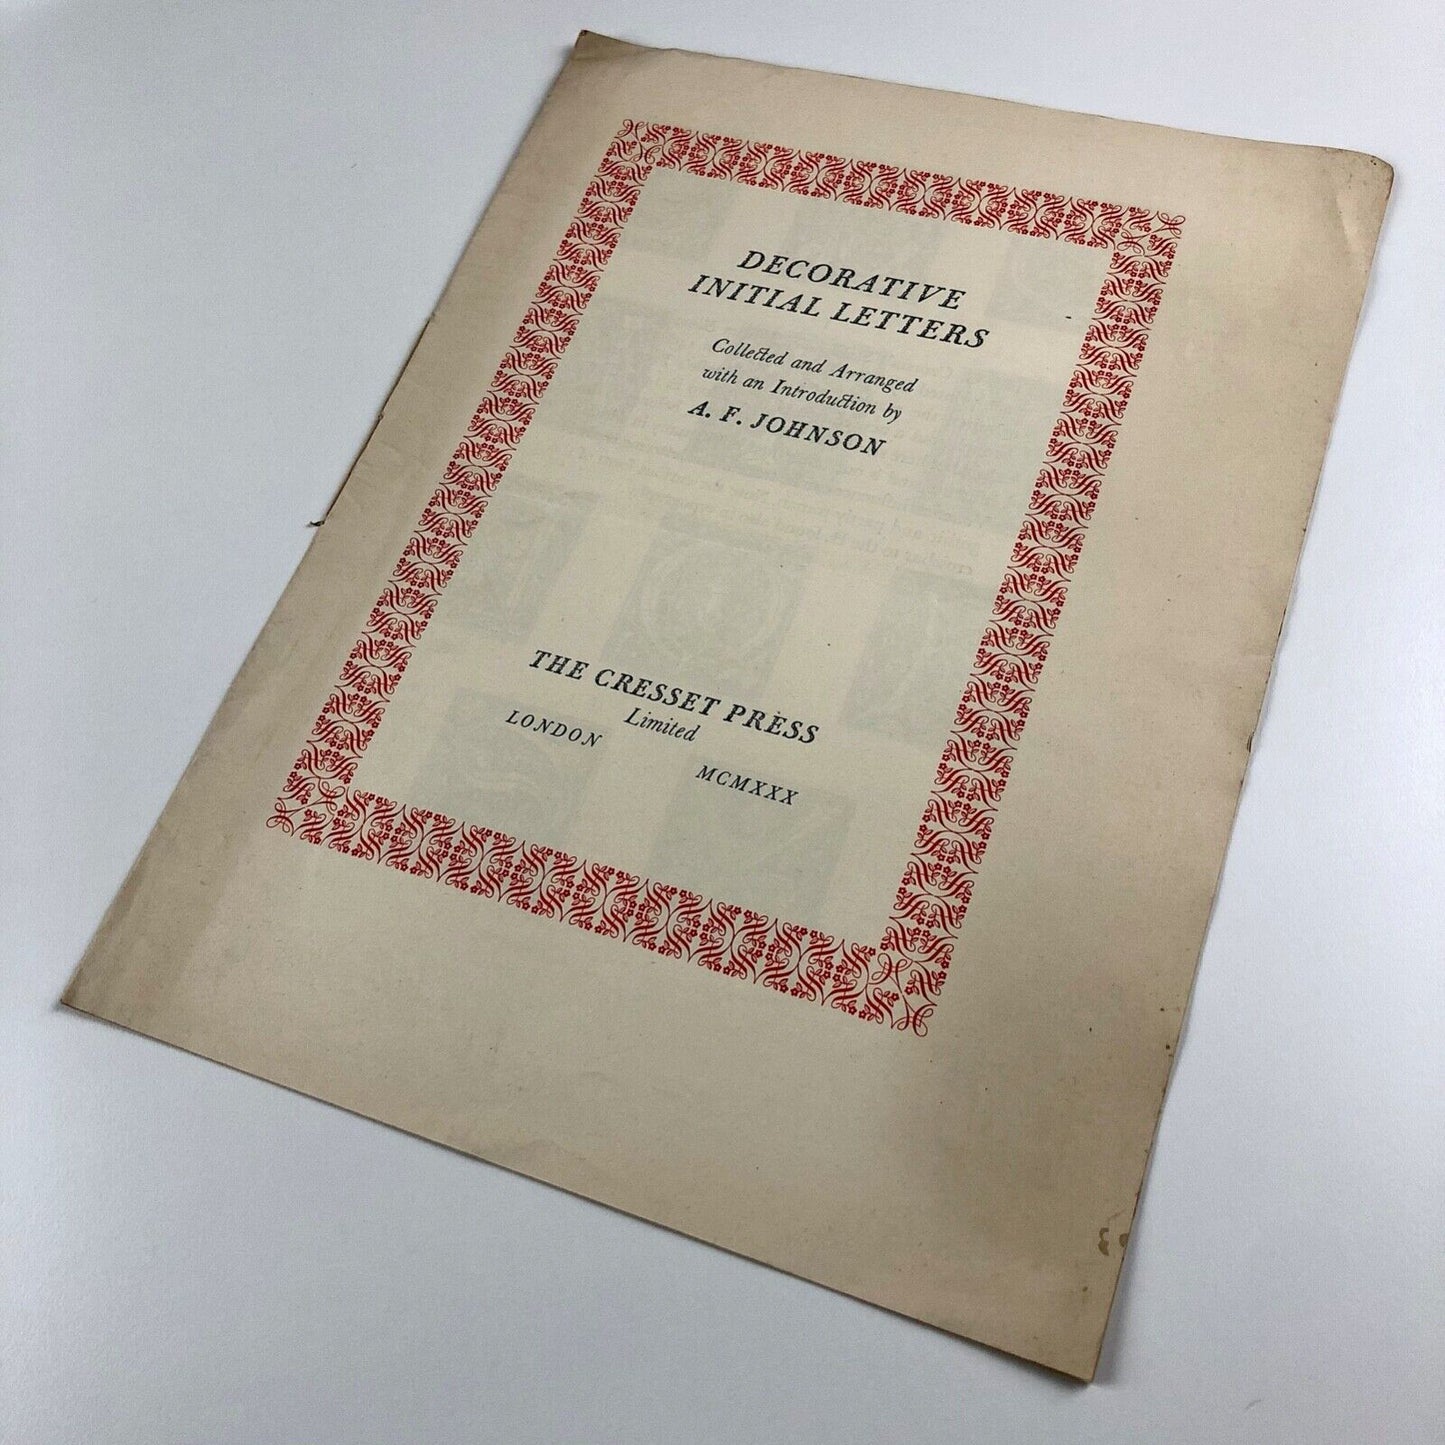 DECORATIVE
INITIAL LETTERS
Collected and Arranged
with an Introduction by
A. F. JOHNSON
THE CRESSET PRESS
Limited
LONDON MCMXXX